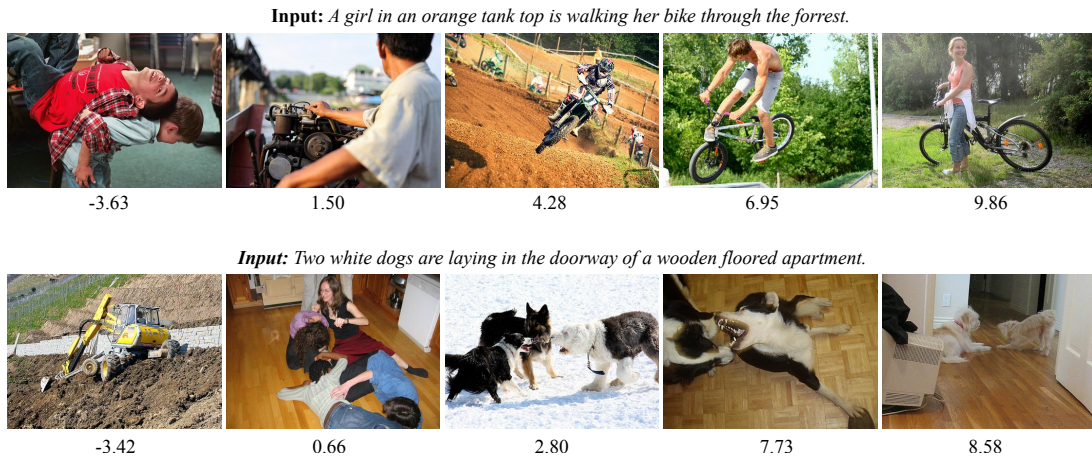 Input: A girl in an orange tank top is walking her bike through the forrest.
-3.63 1.50 4.28 6.95 9.86
Input: Two white dogs are laying in the doorway of a wooden floored apartment.
-3.42 0.66 2.80 7.73 8.58